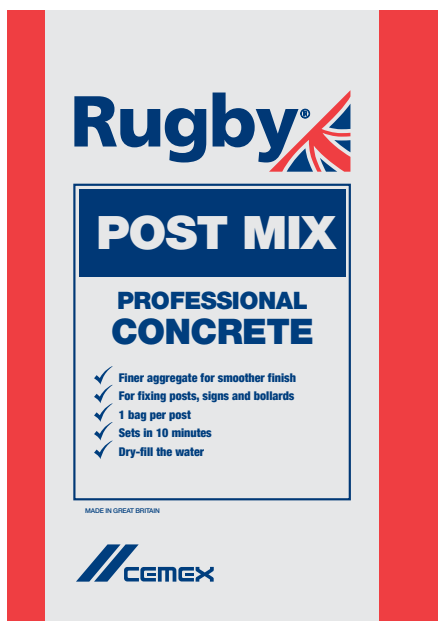 Rugby®
POST MIX
PROFESSIONAL
CONCRETE
Finer aggregate for smoother finish
For fixing posts, signs and bollards
1 bag per post
Sets in 10 minutes
Dry-fill the water
MADE IN GREAT BRITAIN
CEMEX